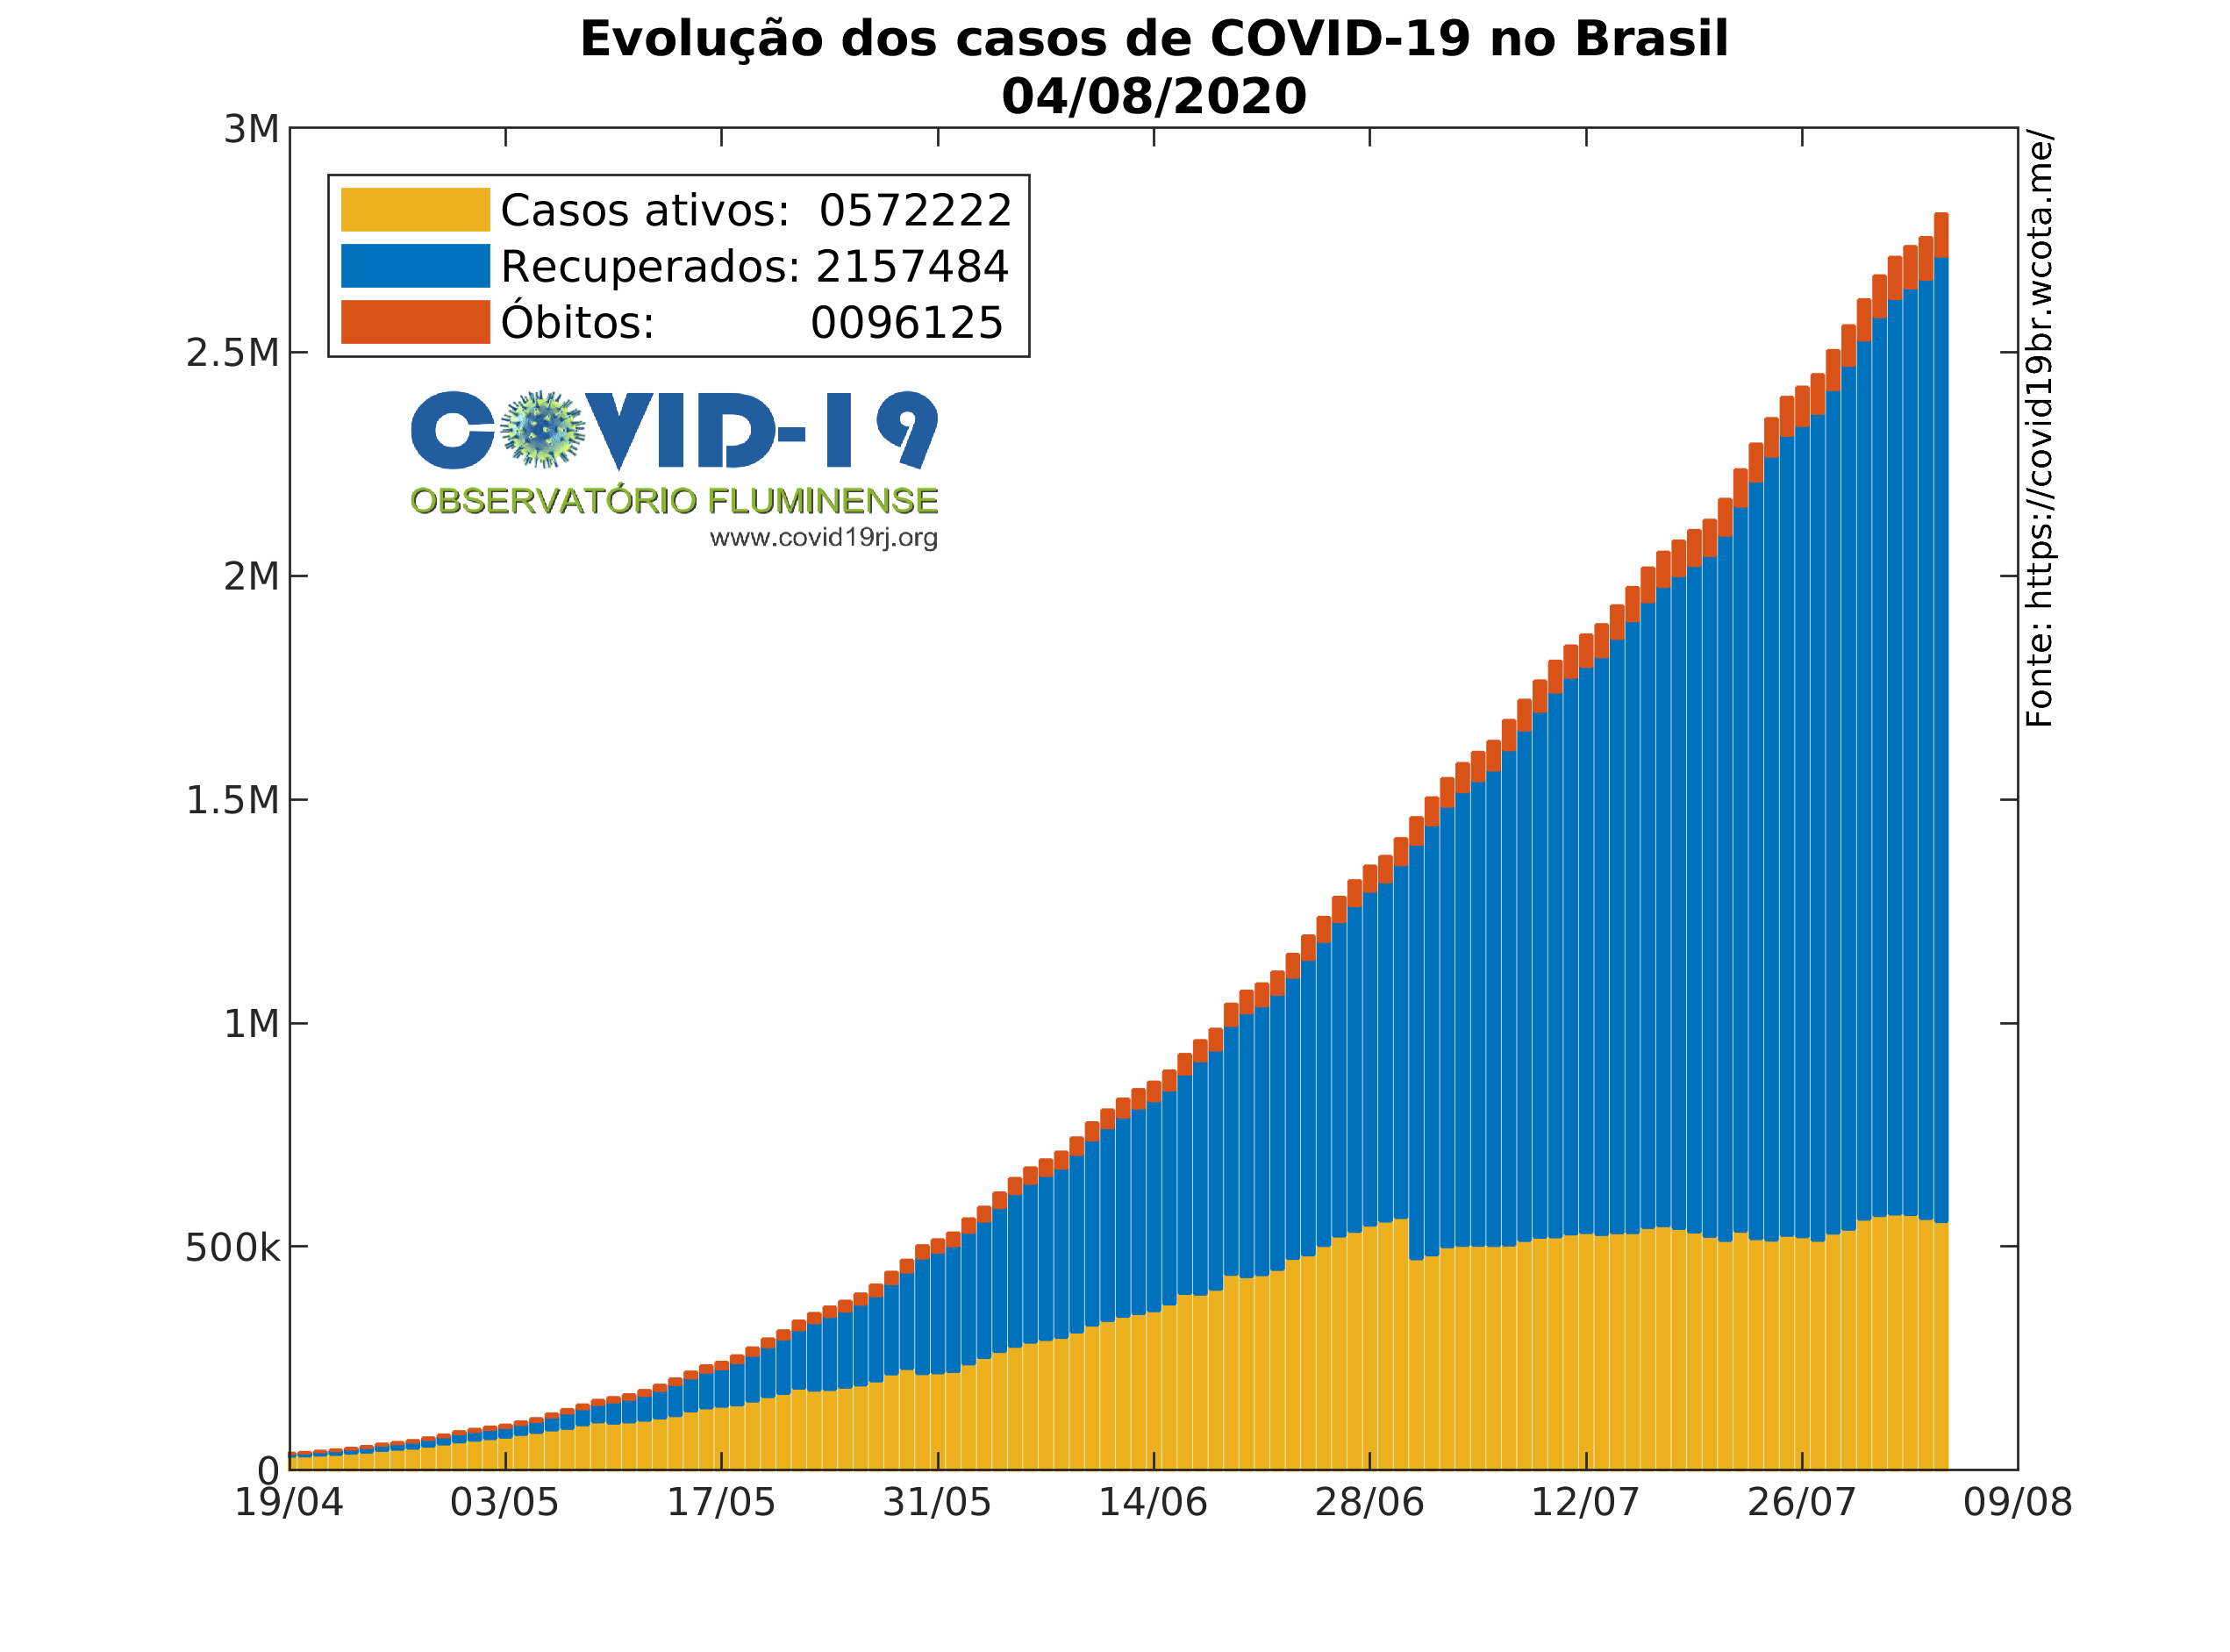 Evolução dos casos de COVID-19 no Brasil
04/08/2020
3M
2.5M
2M
1.5M
1M
500k
0
Casos ativos: 0572222
Recuperados: 2157484
Óbitos: 0096125
COVID-19
OBSERVATÓRIO FLUMINENSE
www.covid19rj.org
Fonte: https://covid19br.wcota.me/
19/04 03/05 17/05 31/05 14/06 28/06 12/07 26/07 09/08